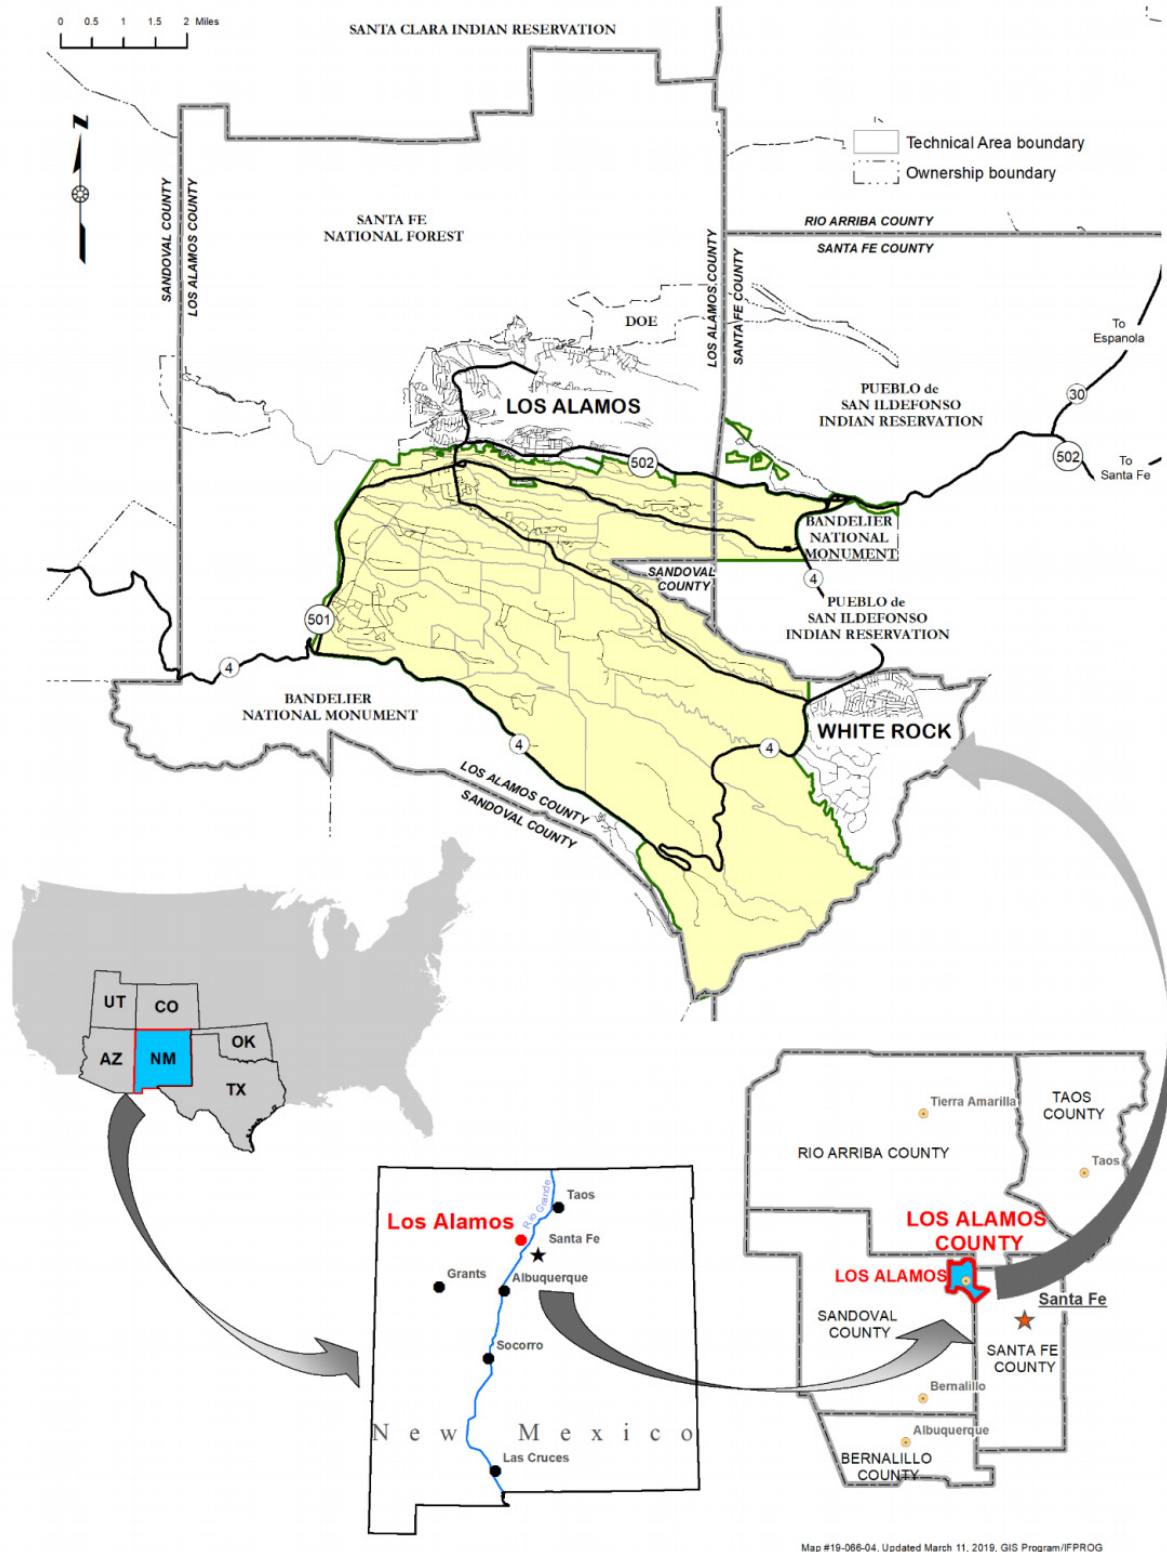 0 0.5 1 1.5 2 Miles
SANTA CLARA INDIAN RESERVATION
N
Technical Area boundary
Ownership boundary
SANDOVAL COUNTY
LOS ALAMOS COUNTY
SANTA FE
NATIONAL FOREST
RIO ARRIBA COUNTY
SANTA FE COUNTY
LOS ALAMOS COUNTY
SANTA FE COUNTY
DOE
To
Espanola
30
PUEBLO de
SAN ILDEFONSO
INDIAN RESERVATION
LOS ALAMOS
502
502
To
Santa Fe
BANDELIER
NATIONAL
MONUMENT
SANDOVAL
COUNTY
4
PUEBLO de
SAN ILDEFONSO
INDIAN RESERVATION
501
4
BANDELIER
NATIONAL MONUMENT
4
4
WHITE ROCK
LOS ALAMOS COUNTY
SANDOVAL COUNTY
UT
CO
AZ
NM
OK
TX
Los Alamos
Rio Grande
Taos
Santa Fe
Grants
Albuquerque
Socorro
New Mexico
Las Cruces
Tierra Amarilla
TAOS
COUNTY
RIO ARRIBA COUNTY
Taos
LOS ALAMOS
COUNTY
LOS ALAMOS
Santa Fe
SANDOVAL
COUNTY
SANTA FE
COUNTY
Bernalillo
Albuquerque
BERNALILLO
COUNTY
Map #19-066-04, Updated March 11, 2019, GIS Program/IFPROG